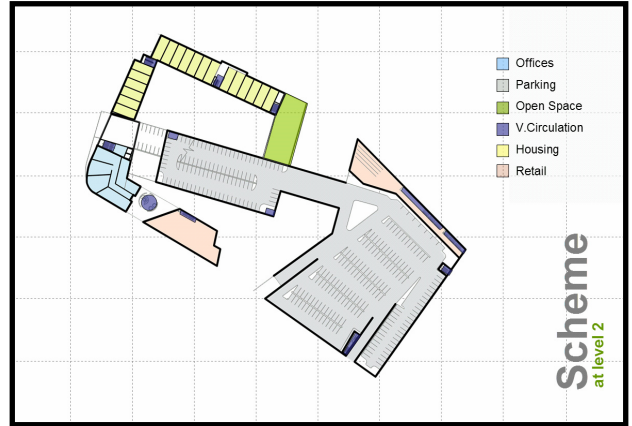 Offices
Parking
Open Space
V.Circulation
Housing
Retail
Scheme
at level 2